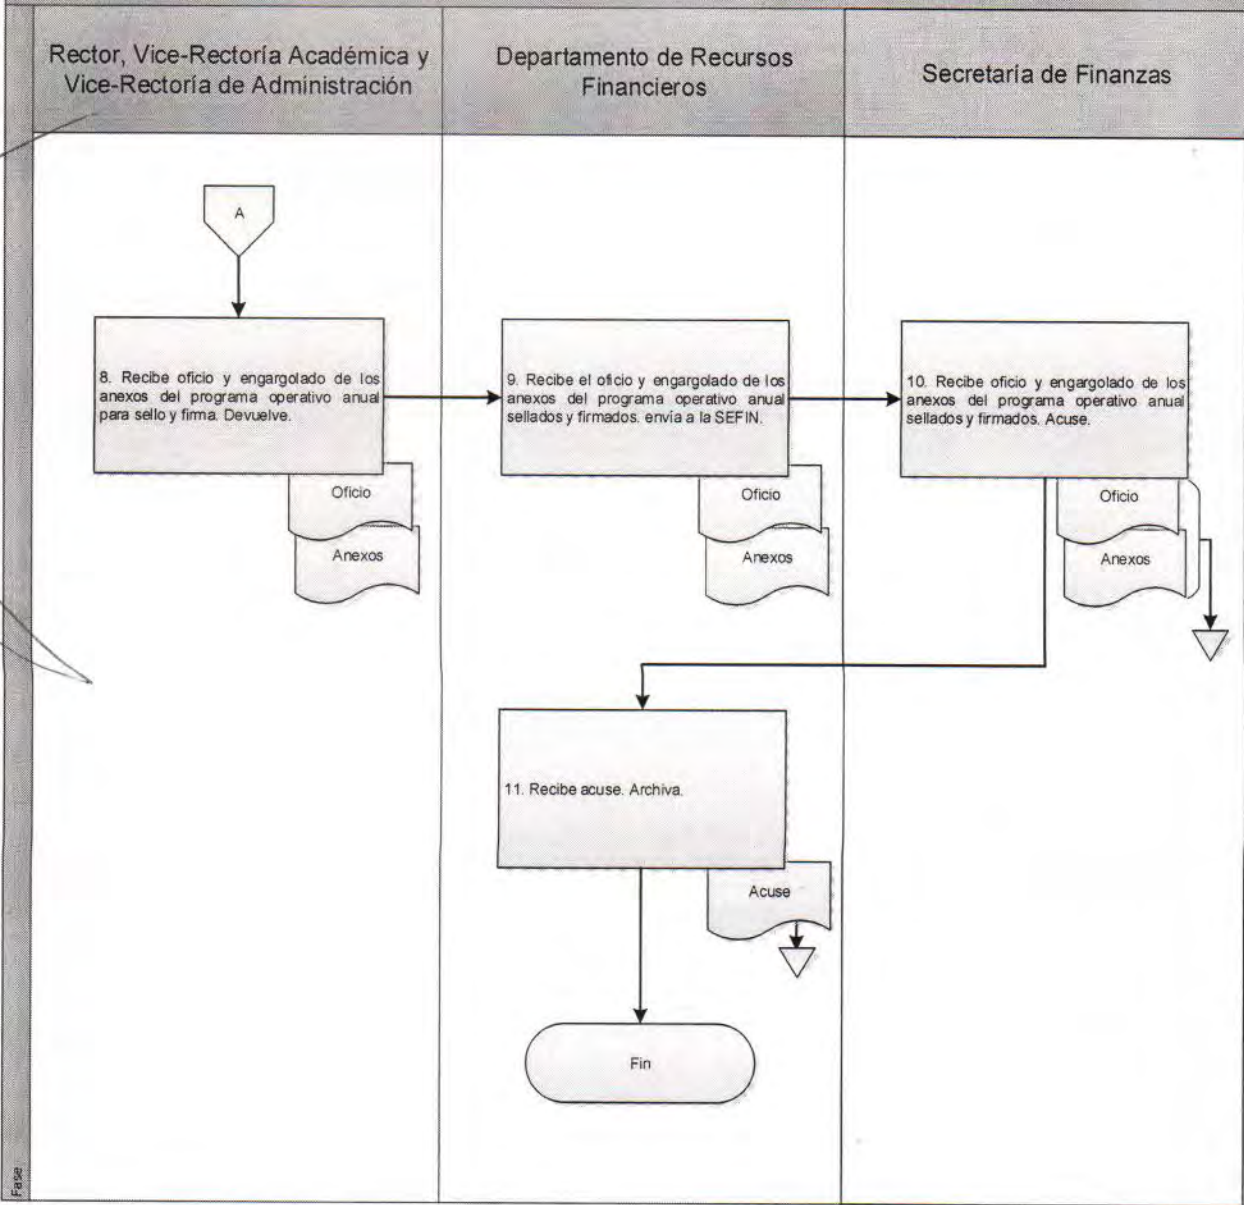 Rector, Vice-Rectoría Académica y
Vice-Rectoría de Administración
Departamento de Recursos
Financieros
Secretaría de Finanzas
A
8. Recibe oficio y engargolado de los
anexos del programa operativo anual
para sello y firma. Devuelve.
Oficio
Anexos
9. Recibe el oficio y engargolado de los
anexos del programa operativo anual
sellados y firmados. envía a la SEFIN.
Oficio
Anexos
10. Recibe oficio y engargolado de los
anexos del programa operativo anual
sellados y firmados. Acuse.
Oficio
Anexos
11. Recibe acuse. Archiva.
Acuse
Fin
Fase